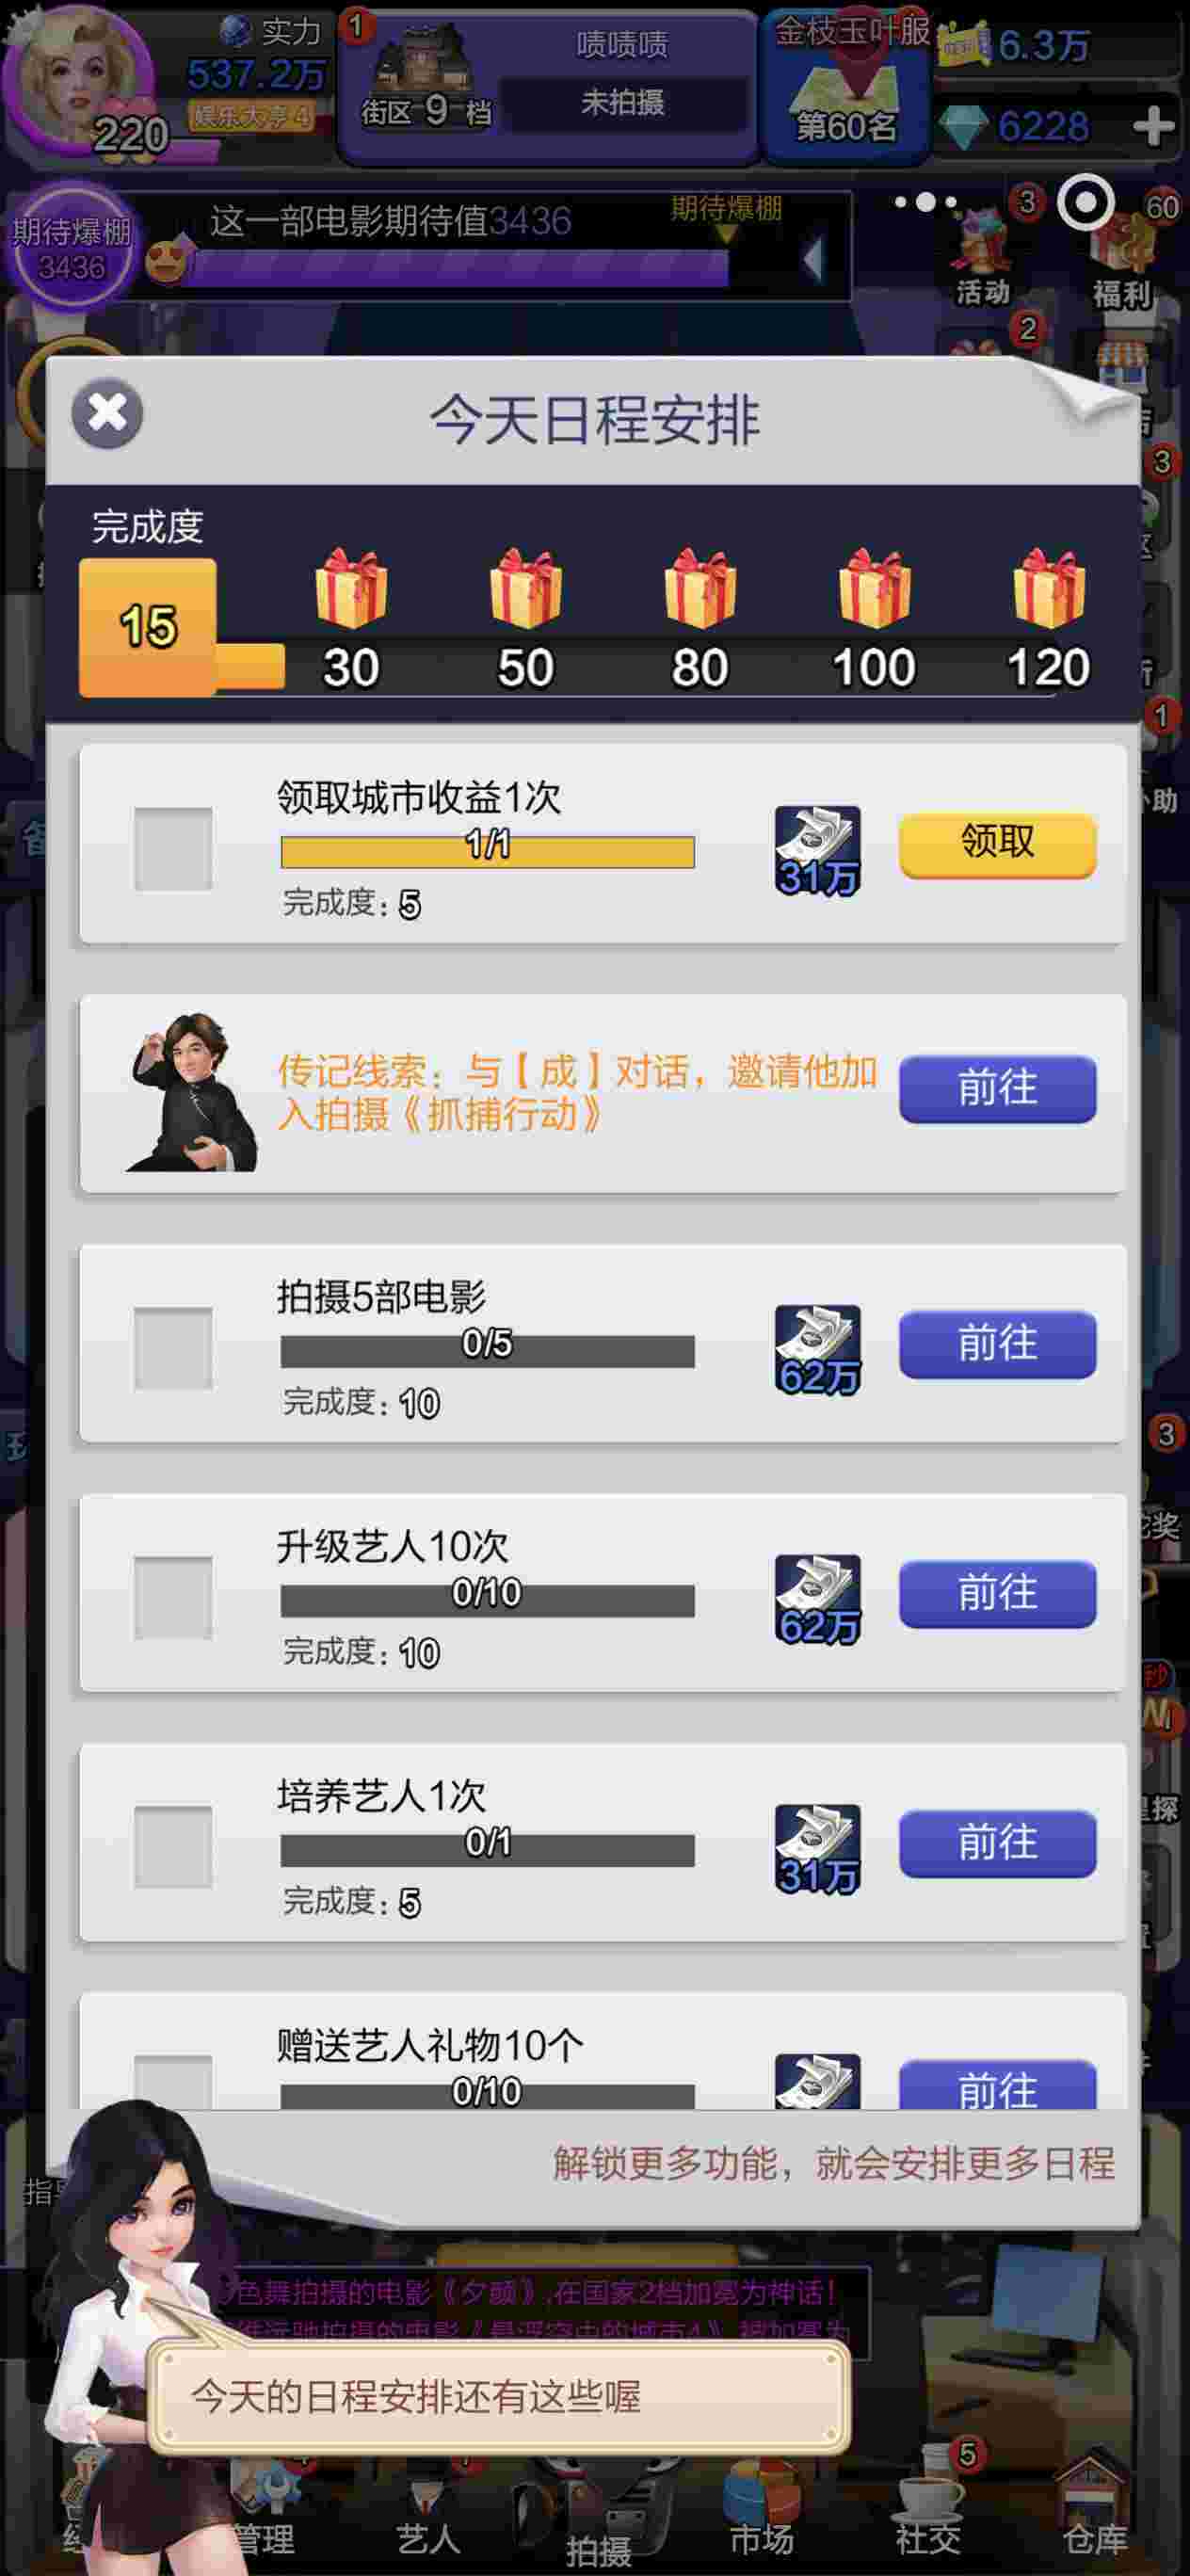 实力
1
啧啧啧
金枝玉叶服
6.3万
537.2万
娱乐大亨 4
街区 9 档
未拍摄
第60名
6228
220
期待爆棚
3436
这一部电影期待值3436
期待爆棚
3
60
活动
福利
2
今天日程安排
3
完成度
15
30
50
80
100
120
1
领取城市收益1次
1/1
完成度: 5
31万
领取
传记线索：与【成】对话，邀请他加
入拍摄《抓捕行动》
前往
拍摄5部电影
0/5
完成度: 10
62万
前往
3
升级艺人10次
0/10
完成度: 10
62万
前往
培养艺人1次
0/1
完成度: 5
31万
前往
赠送艺人礼物10个
0/10
前往
解锁更多功能，就会安排更多日程
色舞拍摄的电影《夕颜》,在国家2档加冕为神话！
今天的日程安排还有这些喔
5
管理
艺人
拍摄
市场
社交
仓库